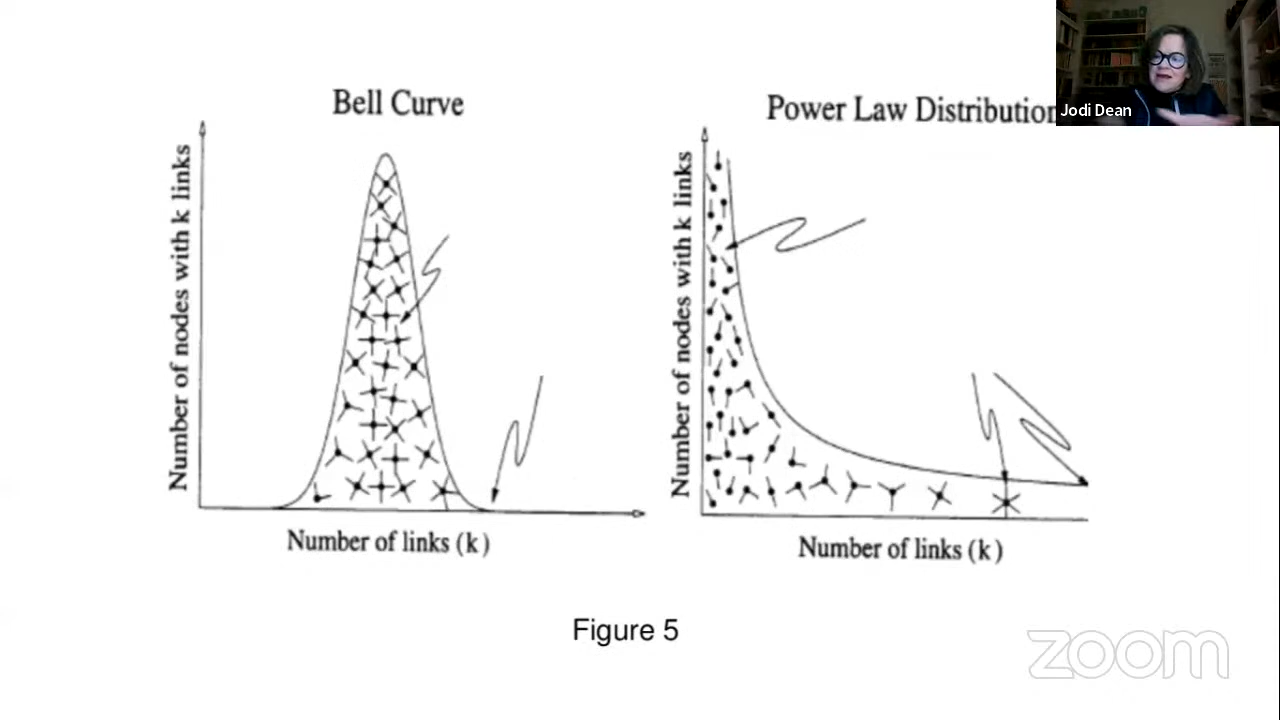 Bell Curve
Number of nodes with k links
Number of links (k)
Power Law Distribution
Number of nodes with k links
Number of links (k)
Figure 5
Jodi Dean
zoom